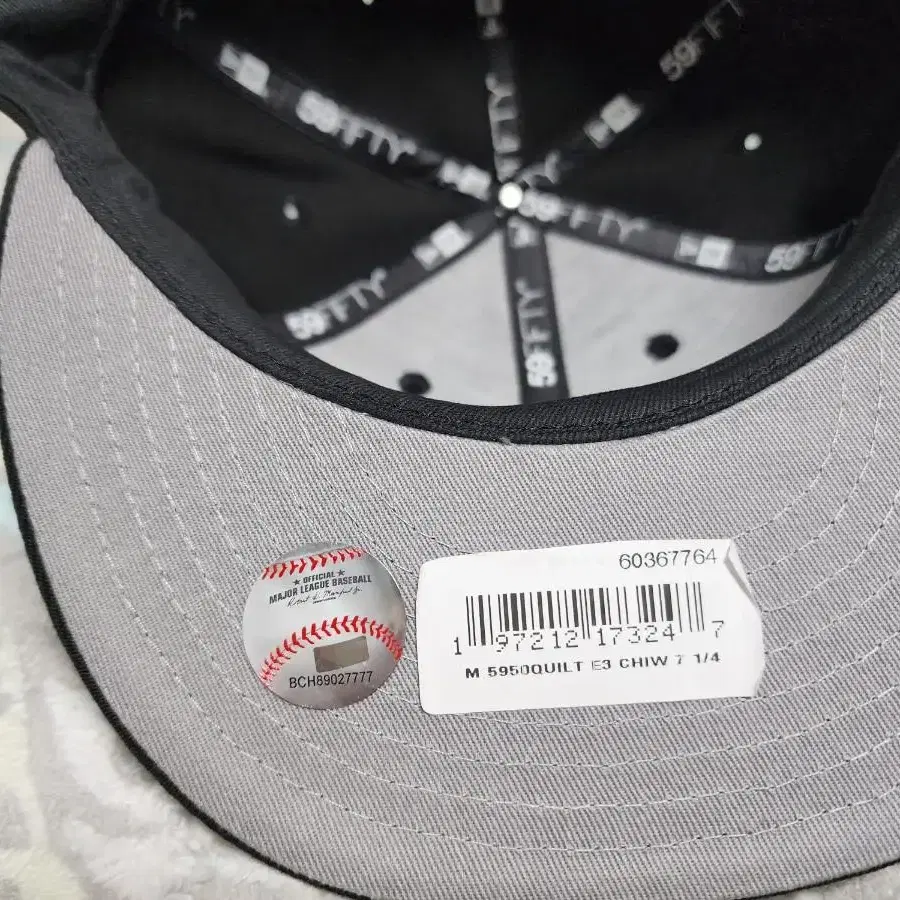 59FIFTY
59FIFTY
59FIFTY
59FIFTY
59FIFTY
59FIFTY
59FIFTY
OFFICIAL
MAJOR LEAGUE BASEBALL
BCH89027777
60367764
1 97212 17324 7
M 5950QUILT E3 CHIW 7 1/4